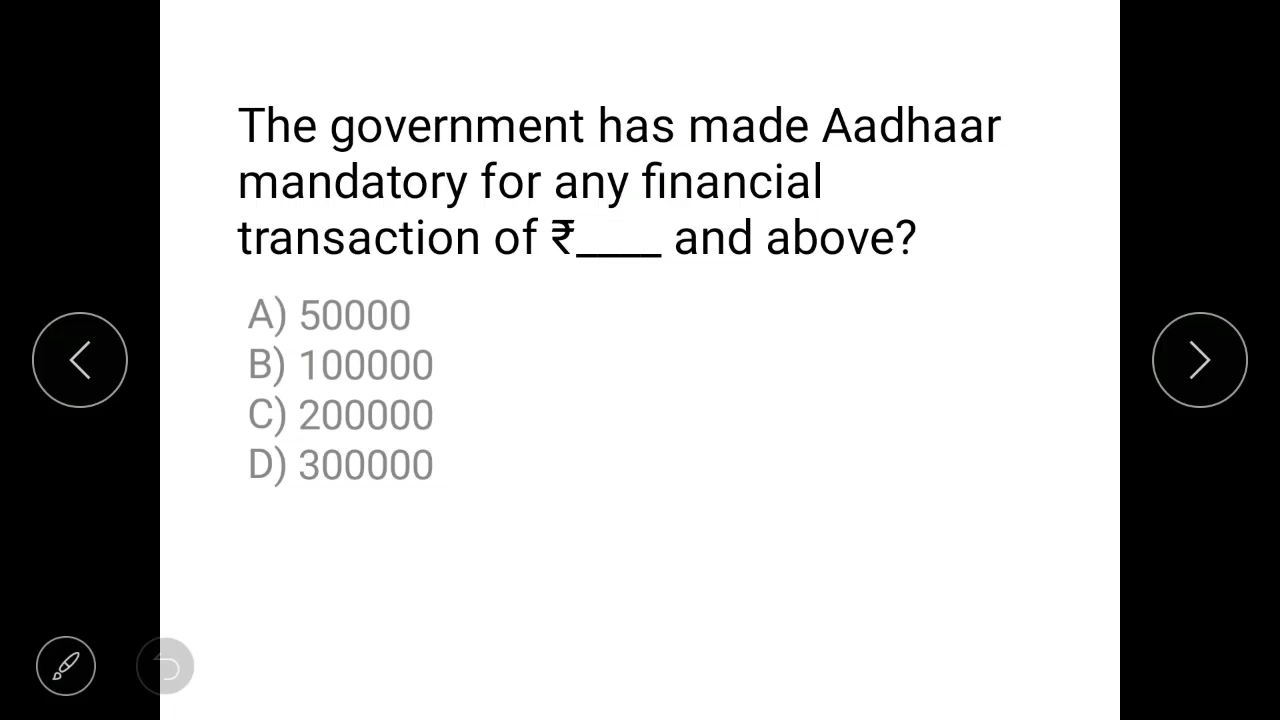 The government has made Aadhaar
mandatory for any financial
transaction of ₹____ and above?
A) 50000
B) 100000
C) 200000
D) 300000